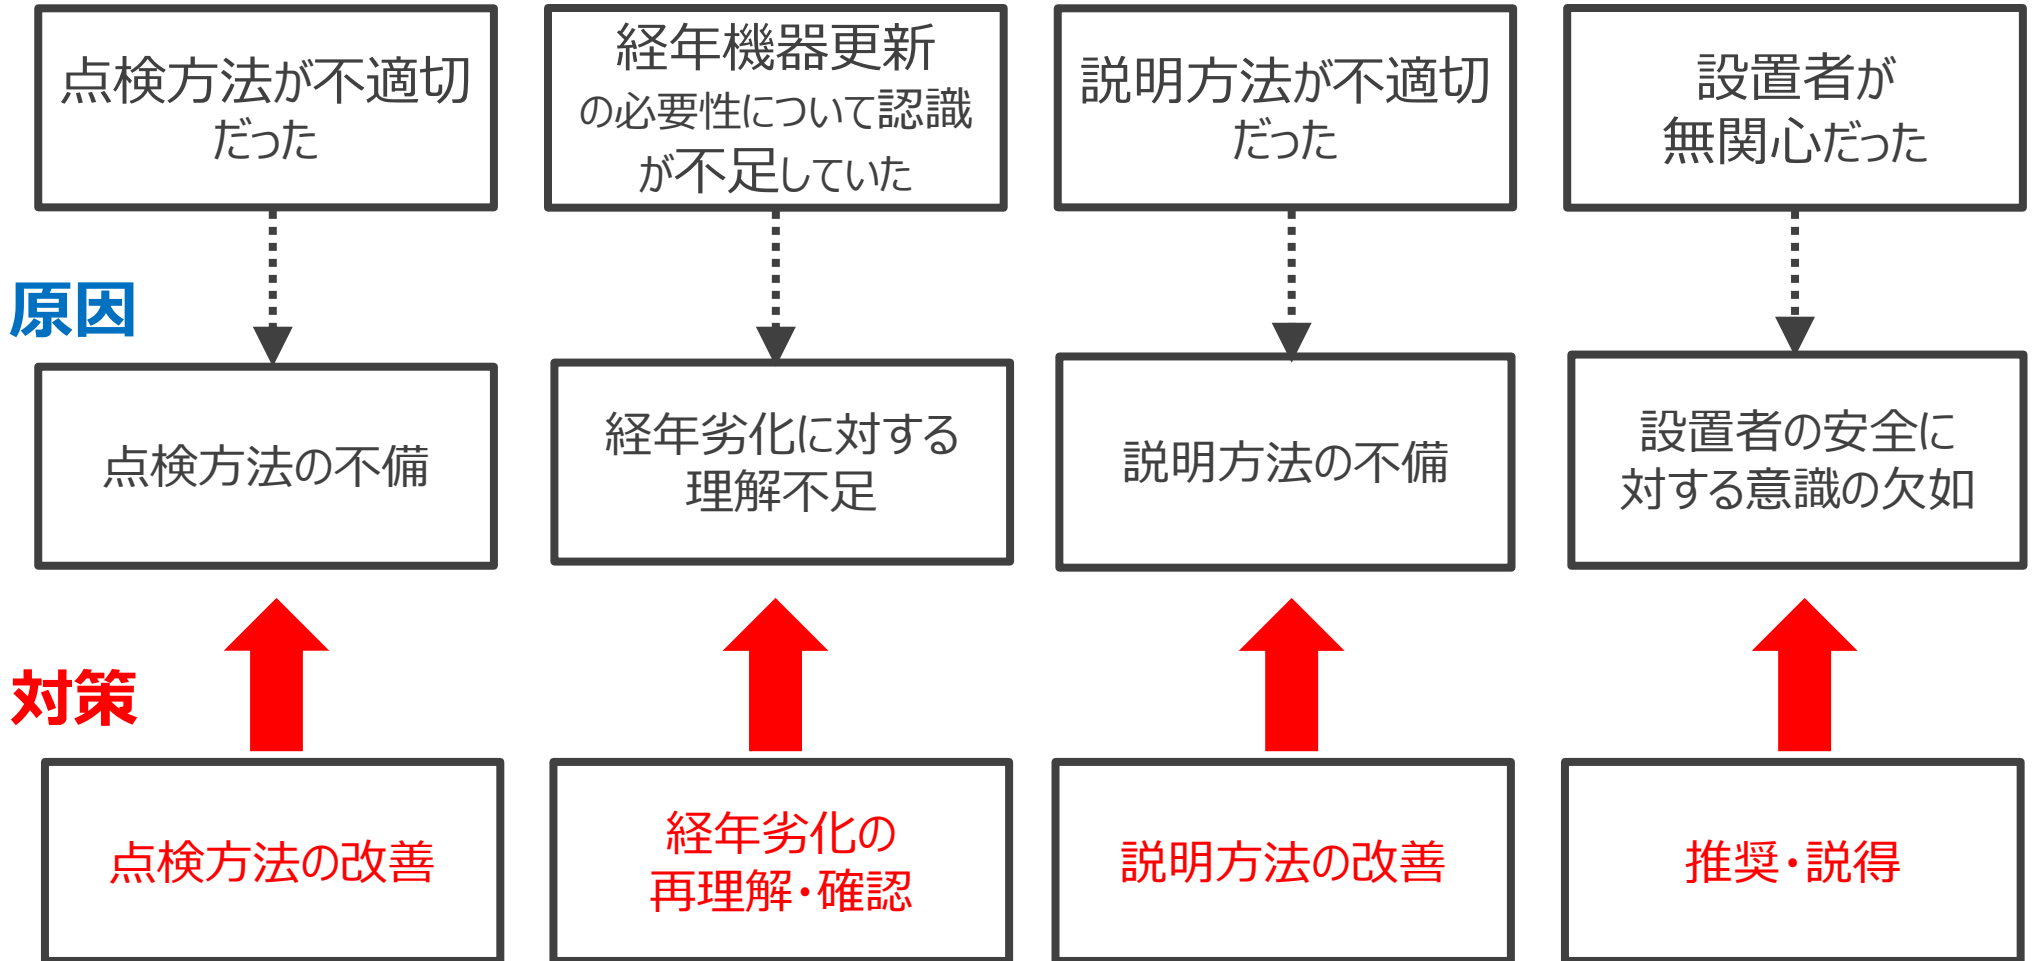 点検方法が不適切
だった
経年機器更新
の必要性について認識
が不足していた
説明方法が不適切
だった
設置者が
無関心だった
原因
点検方法の不備
経年劣化に対する
理解不足
説明方法の不備
設置者の安全に
対する意識の欠如
対策
点検方法の改善
経年劣化の
再理解・確認
説明方法の改善
推奨・説得